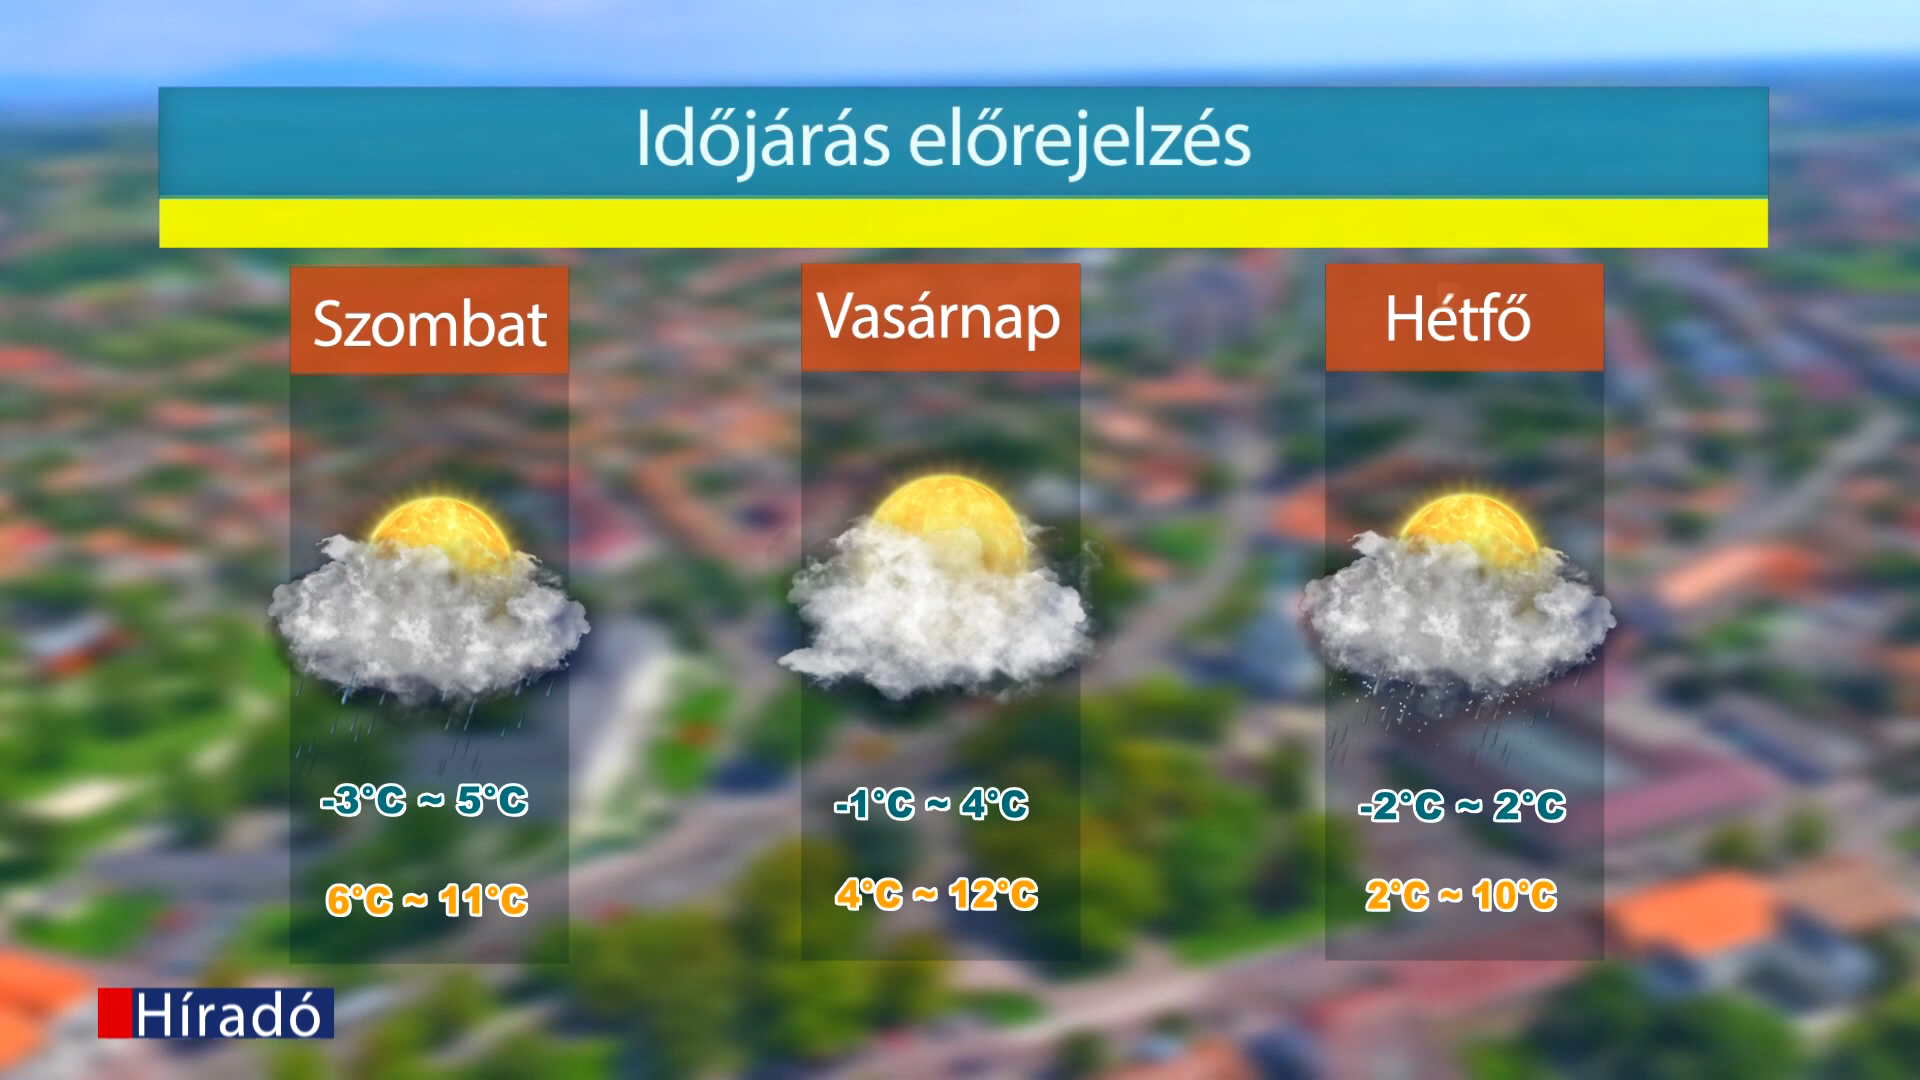 Időjárás előrejelzés
Szombat
Vasárnap
Hétfő
-3°C ~ 5°C
-1°C ~ 4°C
-2°C ~ 2°C
6°C ~ 11°C
4°C ~ 12°C
2°C ~ 10°C
Híradó